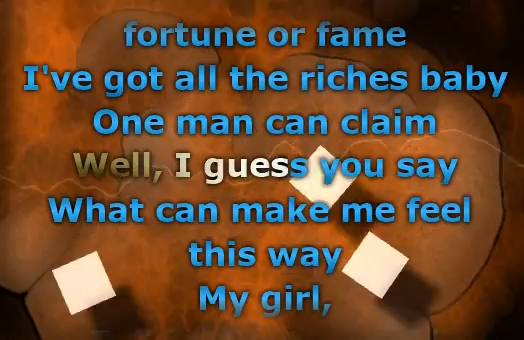 fortune or fame
I've got all the riches baby
One man can claim
Well, I guess you say
What can make me feel
this way
My girl,